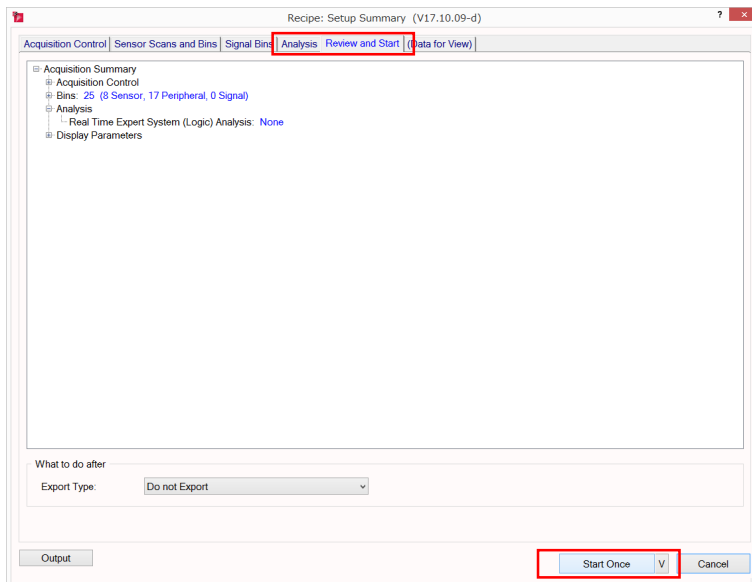 Recipe: Setup Summary (V17.10.09-d)
?
Acquisition Control Sensor Scans and Bins Signal Bins Analysis Review and Start (Data for View)
Acquisition Summary
Acquisition Control
Bins: 25 (8 Sensor, 17 Peripheral, 0 Signal)
Analysis
Real Time Expert System (Logic) Analysis: None
Display Parameters
What to do after
Export Type: Do not Export
Output Start Once V Cancel